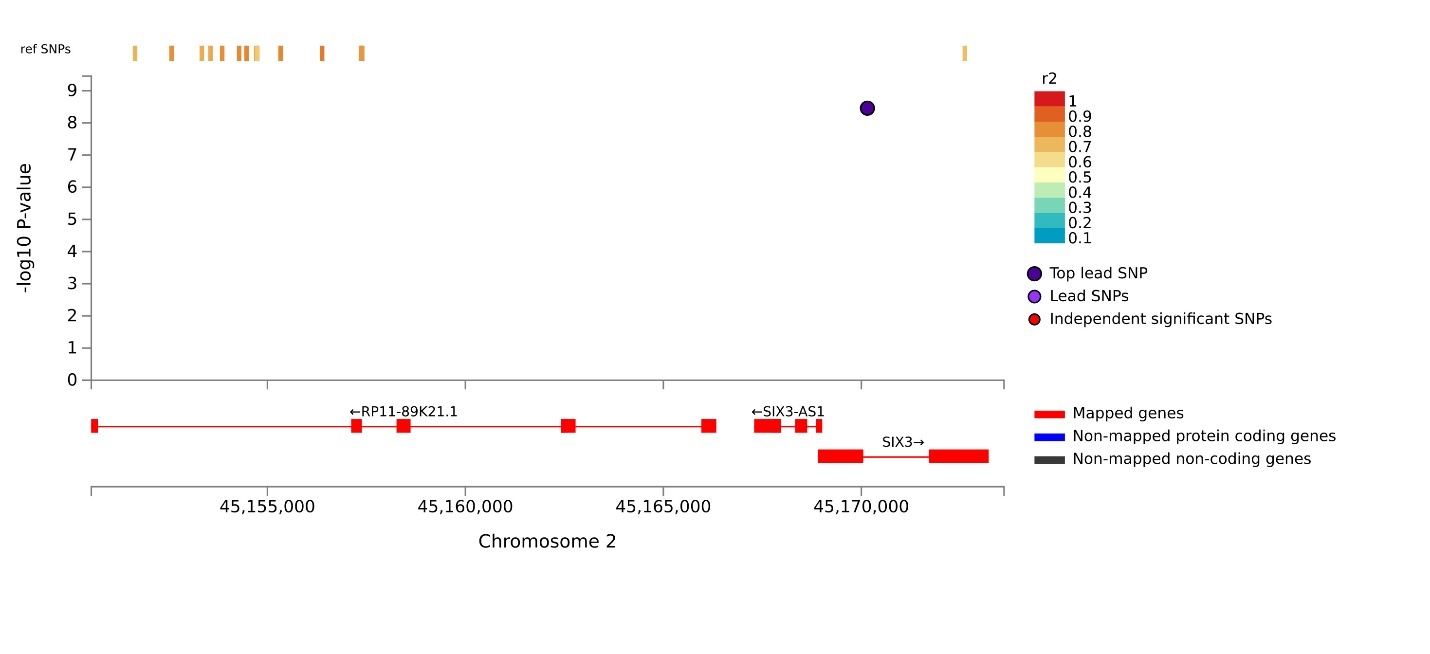 ref SNPs
-log10 P-value
9
8
7
6
5
4
3
2
1
0
r2
1
0.9
0.8
0.7
0.6
0.5
0.4
0.3
0.2
0.1
Top lead SNP
Lead SNPs
Independent significant SNPs
←RP11-89K21.1
←SIX3-AS1
SIX3→
Mapped genes
Non-mapped protein coding genes
Non-mapped non-coding genes
45,155,000 45,160,000 45,165,000 45,170,000
Chromosome 2